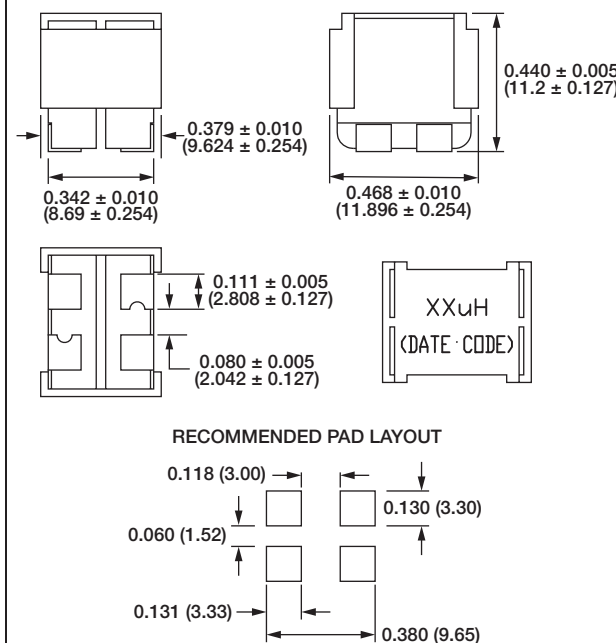 0.440 ± 0.005
(11.2 ± 0.127)
0.379 ± 0.010
(9.624 ± 0.254)
0.342 ± 0.010
(8.69 ± 0.254)
0.468 ± 0.010
(11.896 ± 0.254)
0.111 ± 0.005
(2.808 ± 0.127)
0.080 ± 0.005
(2.042 ± 0.127)
XXuH
(DATE CODE)
RECOMMENDED PAD LAYOUT
0.118 (3.00)
0.130 (3.30)
0.060 (1.52)
0.131 (3.33)
0.380 (9.65)